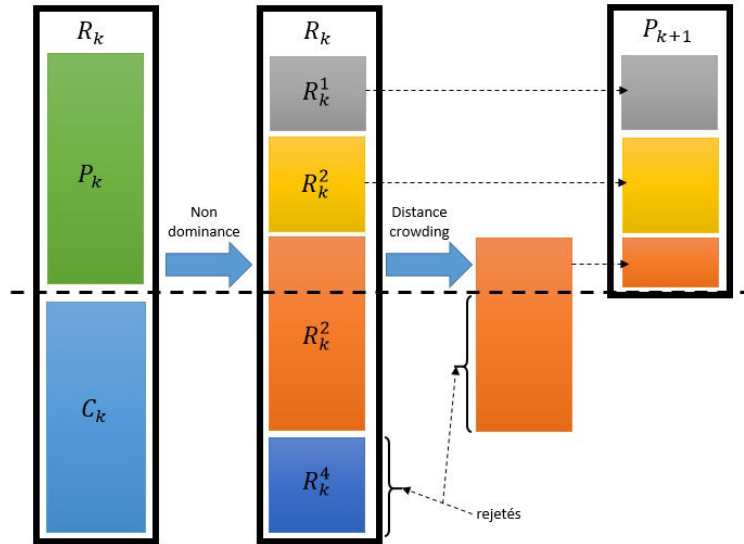 R_k
R_k
P_{k+1}
R_k^1
P_k
R_k^2
Non
dominance
Distance
crowding
R_k^2
C_k
R_k^4
rejetés